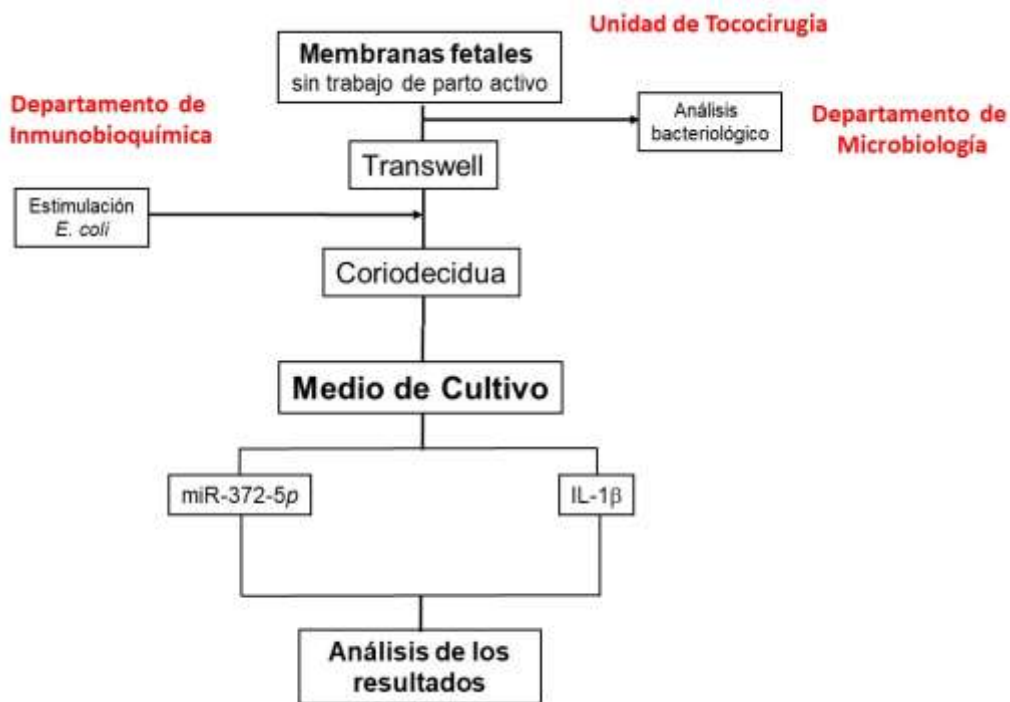 Unidad de Tococirugia
Membranas fetales
sin trabajo de parto activo
Departamento de
Inmunobioquímica
Análisis
bacteriológico
Departamento de
Microbiología
Transwell
Estimulación
E. coli
Coriodecidua
Medio de Cultivo
miR-372-5p
IL-1β
Análisis de los
resultados